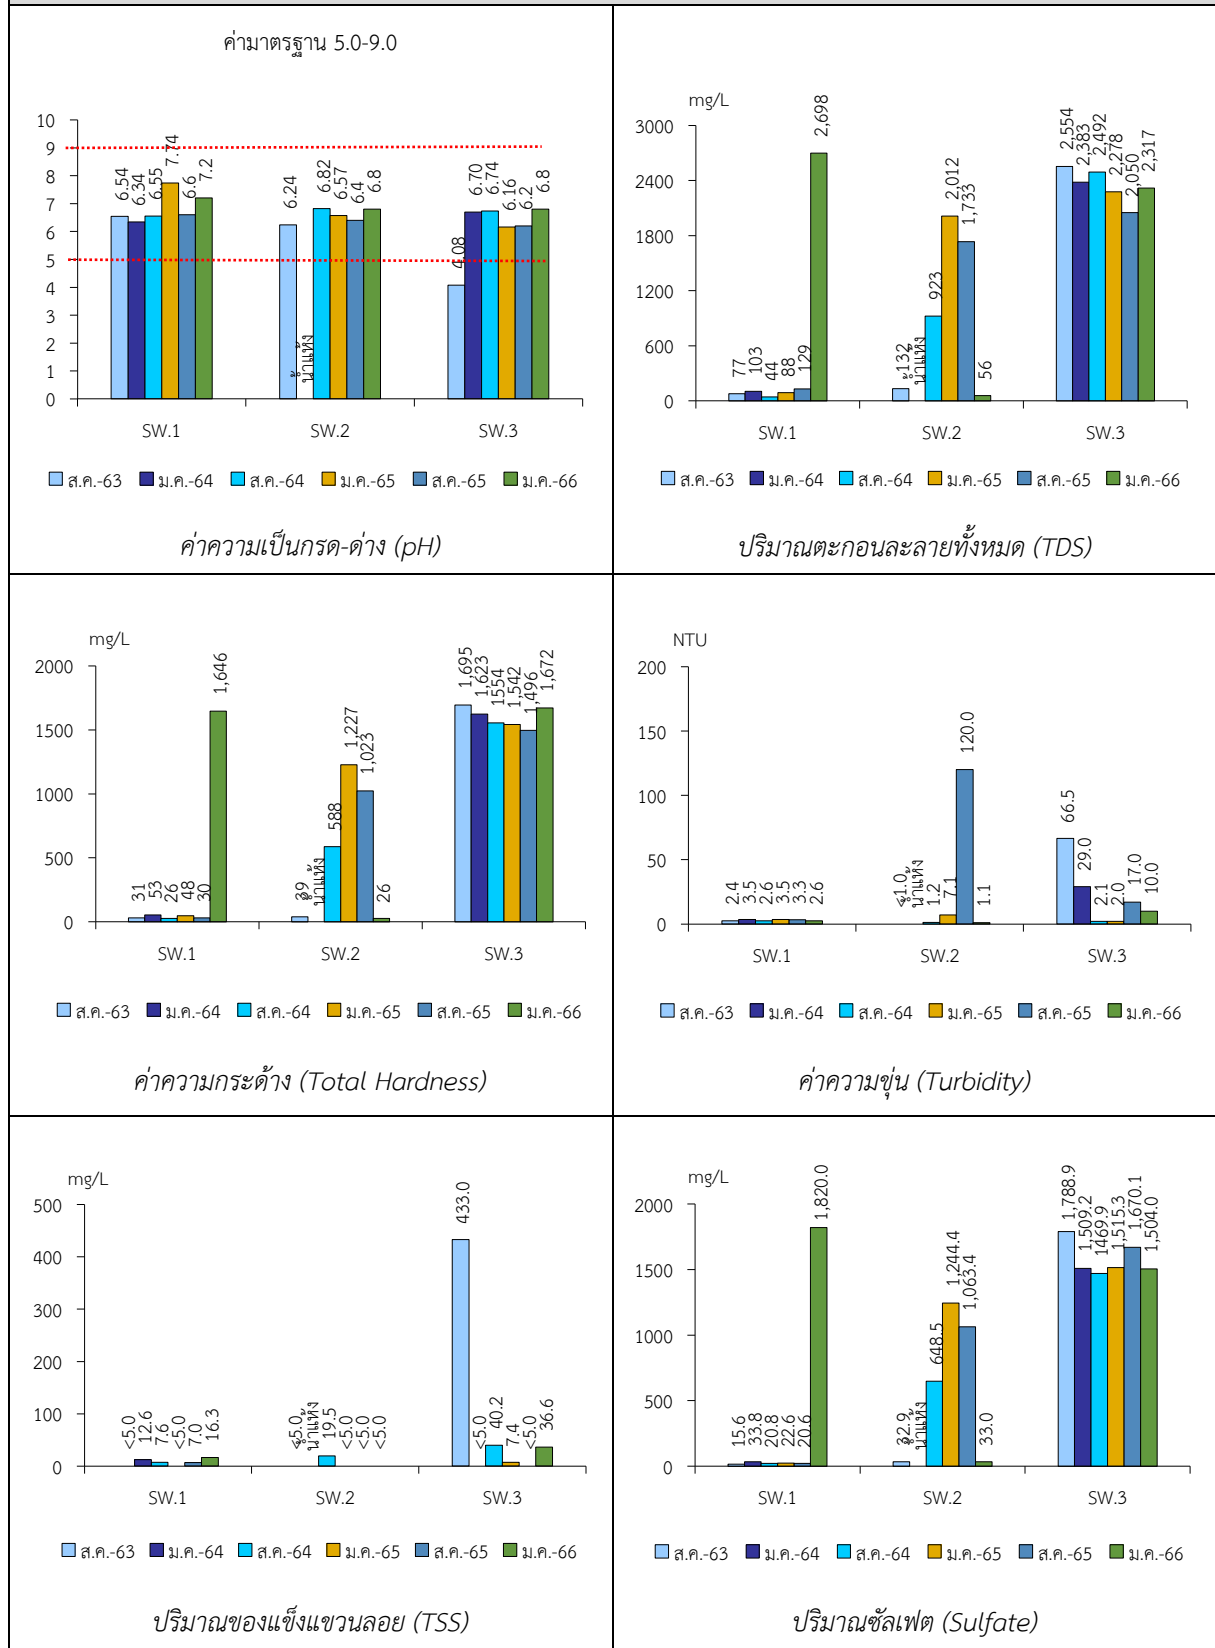 ค่ามาตรฐาน 5.0-9.0
10
9
8
7
6
5
4
3
2
1
0
6.54 6.34 6.55 7.74 6.6 7.2
6.24 น้ำแห้ง 6.82 6.57 6.4 6.8
4.08 6.70 6.74 6.16 6.2 6.8
SW.1 SW.2 SW.3
ส.ค.-63 ม.ค.-64 ส.ค.-64 ม.ค.-65 ส.ค.-65 ม.ค.-66
ค่าความเป็นกรด-ด่าง (pH)
mg/L
3000
2400
1800
1200
600
0
77 103 44 88 129 2,698
132 น้ำแห้ง 923 2,012 1,733 56
2,554 2,383 2,492 2,278 2,050 2,317
SW.1 SW.2 SW.3
ส.ค.-63 ม.ค.-64 ส.ค.-64 ม.ค.-65 ส.ค.-65 ม.ค.-66
ปริมาณตะกอนละลายทั้งหมด (TDS)
mg/L
2000
1500
1000
500
0
31 53 26 48 30 1,646
39 น้ำแห้ง 588 1,227 1,023 26
1,695 1,623 1554 1,542 1,496 1,672
SW.1 SW.2 SW.3
ส.ค.-63 ม.ค.-64 ส.ค.-64 ม.ค.-65 ส.ค.-65 ม.ค.-66
ค่าความกระด้าง (Total Hardness)
NTU
200
150
100
50
0
2.4 3.5 2.6 3.5 3.3 2.6
<1.0 น้ำแห้ง 1.2 7.1 120.0 1.1
66.5 29.0 2.1 2.0 17.0 10.0
SW.1 SW.2 SW.3
ส.ค.-63 ม.ค.-64 ส.ค.-64 ม.ค.-65 ส.ค.-65 ม.ค.-66
ค่าความขุ่น (Turbidity)
mg/L
500
400
300
200
100
0
<5.0 12.6 7.6 <5.0 7.0 16.3
<5.0 น้ำแห้ง 19.5 <5.0 <5.0 <5.0
433.0 <5.0 40.2 7.4 <5.0 36.6
SW.1 SW.2 SW.3
ส.ค.-63 ม.ค.-64 ส.ค.-64 ม.ค.-65 ส.ค.-65 ม.ค.-66
ปริมาณของแข็งแขวนลอย (TSS)
mg/L
2000
1500
1000
500
0
15.6 33.8 20.8 22.6 20.6 1,820.0
32.9 น้ำแห้ง 648.5 1,244.4 1,063.4 33.0
1,788.9 1,509.2 1469.9 1,515.3 1,670.1 1,504.0
SW.1 SW.2 SW.3
ส.ค.-63 ม.ค.-64 ส.ค.-64 ม.ค.-65 ส.ค.-65 ม.ค.-66
ปริมาณซัลเฟต (Sulfate)